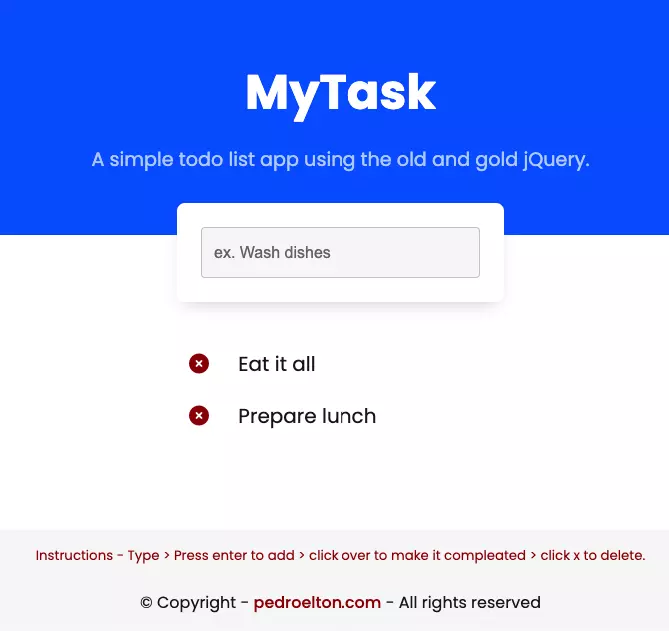 MyTask
A simple todo list app using the old and gold jQuery.
ex. Wash dishes
Eat it all
Prepare lunch
Instructions - Type > Press enter to add > click over to make it compleated > click x to delete.
© Copyright - pedroelton.com - All rights reserved